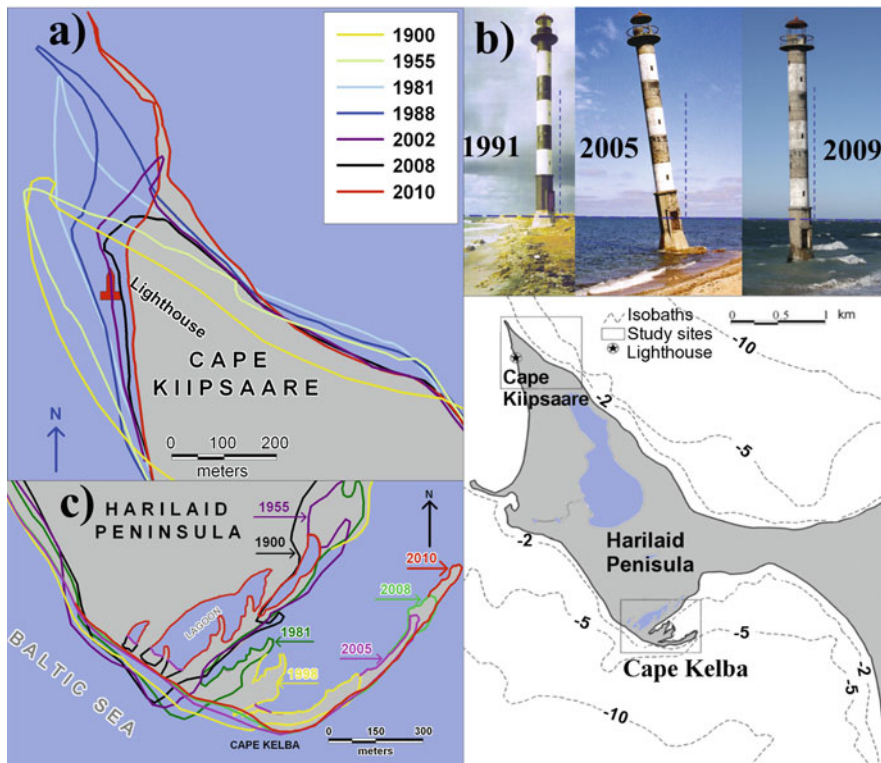 a)
1900
1955
1981
1988
2002
2008
2010
Lighthouse
CAPE
KIIPSAARE
N
0 100 200
meters
b)
1991
2005
2009
c)
HARILAID
PENINSULA
1955
1900
N
2010
2008
2005
1981
1998
LAGOON
BALTIC SEA
CAPE KELBA
0 150 300
meters
Isobaths
Study sites
Lighthouse
0 0.5 1 km
-10
Cape
Kiipsaare
-2
-5
-2
Harilaid
Penisula
-5
-5
Cape Kelba
-2
-5
-10